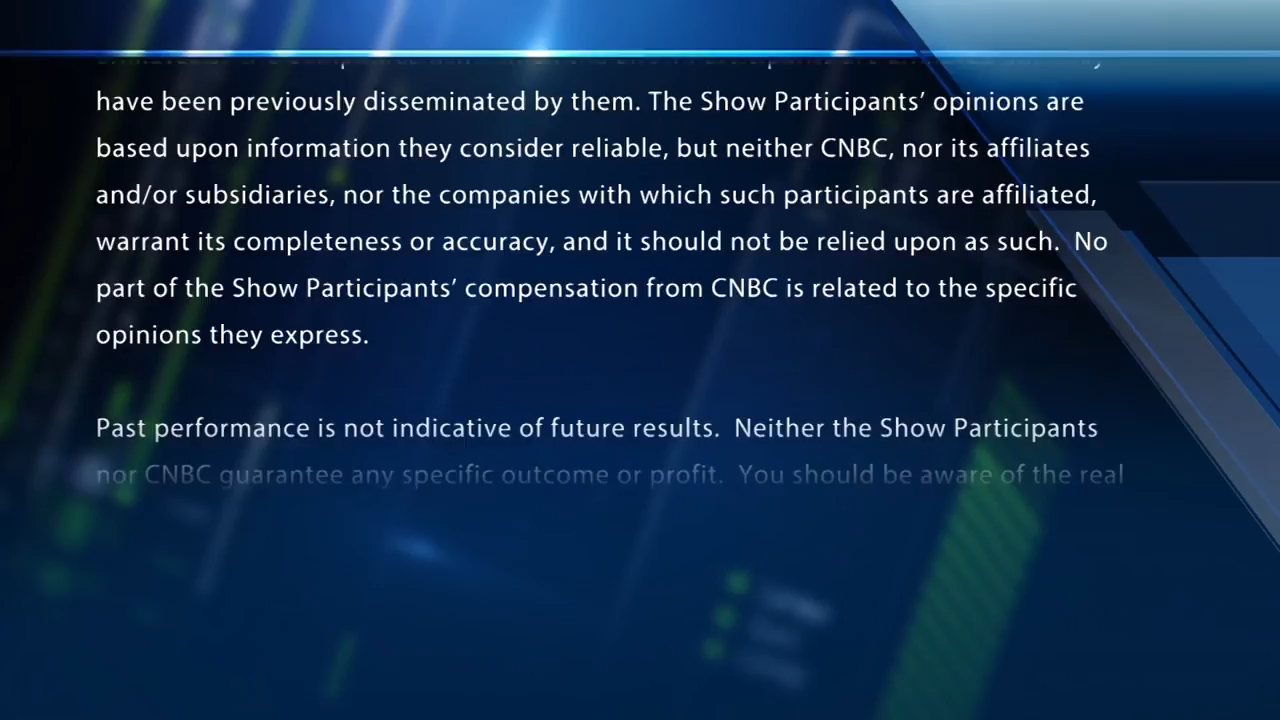 have been previously disseminated by them. The Show Participants’ opinions are
based upon information they consider reliable, but neither CNBC, nor its affiliates
and/or subsidiaries, nor the companies with which such participants are affiliated,
warrant its completeness or accuracy, and it should not be relied upon as such.  No
part of the Show Participants’ compensation from CNBC is related to the specific
opinions they express.
Past performance is not indicative of future results.  Neither the Show Participants
nor CNBC guarantee any specific outcome or profit.  You should be aware of the real